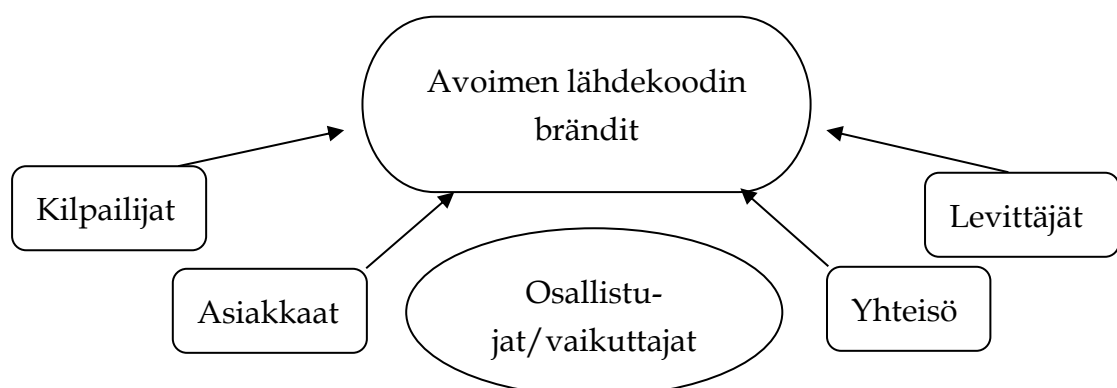 Avoimen lähdekoodin
brändit
Kilpailijat
Levittäjät
Asiakkaat
Osallistu-
jat/vaikuttajat
Yhteisö